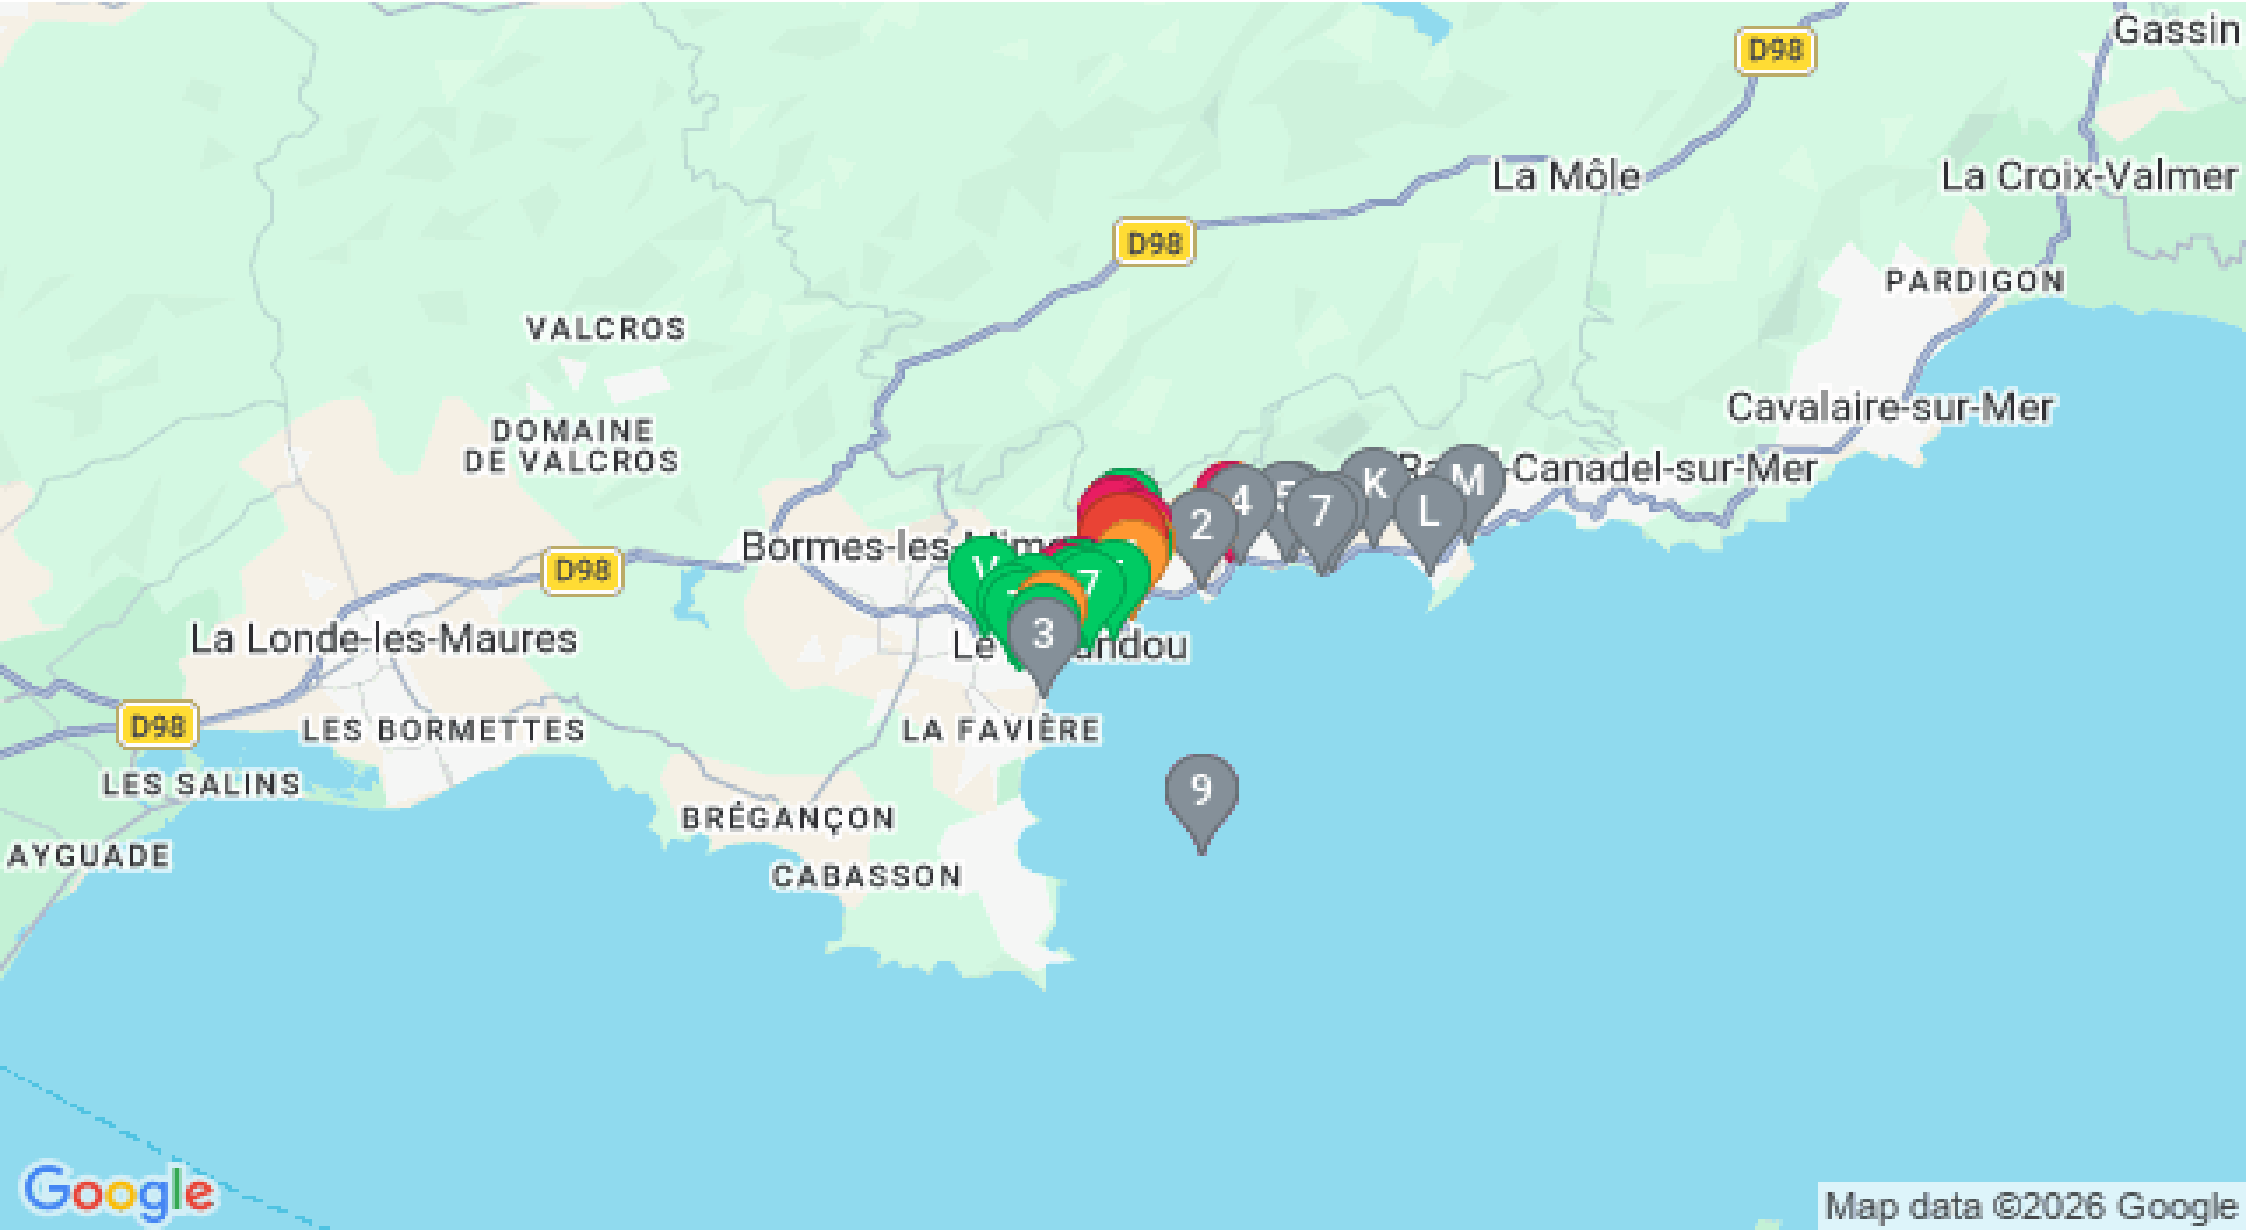 Gassin
D98
La Môle
La Croix-Valmer
D98
PARDIGON
VALCROS
Cavalaire-sur-Mer
DOMAINE
DE VALCROS
-Canadel-sur-Mer
K
M
4
L
7
2
Bormes-les
D98
7
3
La Londe-les-Maures
Le
ndou
D98
LES BORMETTES
LA FAVIÈRE
LES SALINS
9
BRÉGANÇON
AYGUADE
CABASSON
Google
Map data ©2026 Google